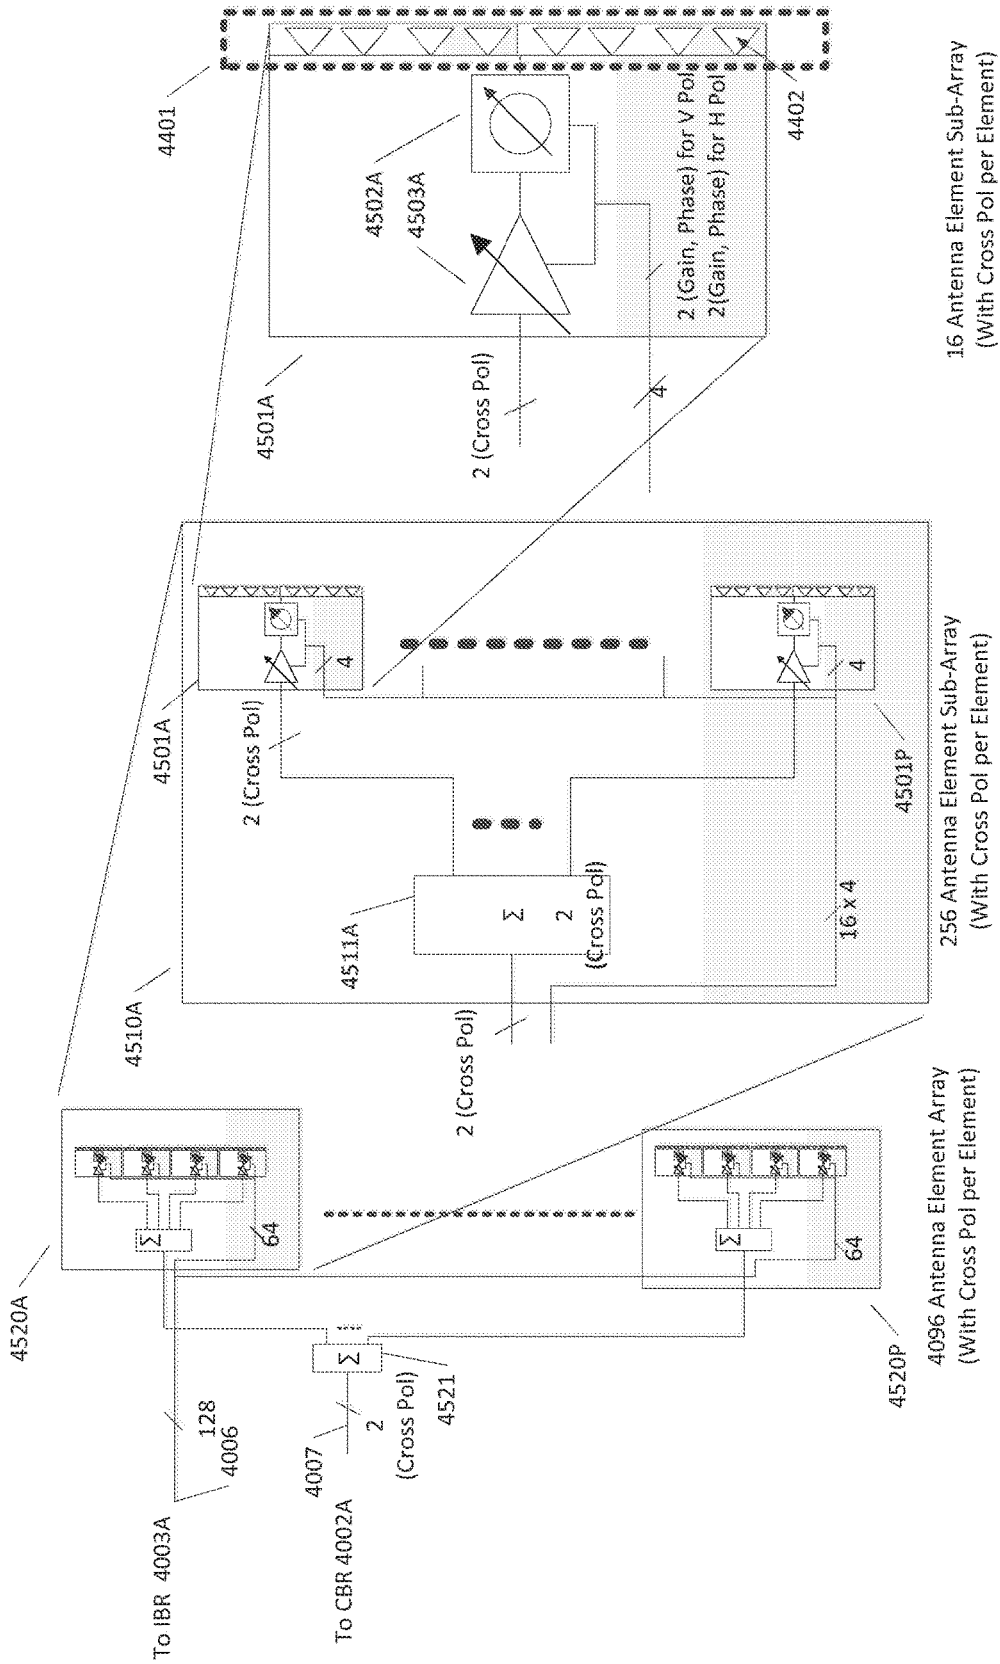 To IBR 4003A
128
4006
To CBR 4002A
4007
2
(Cross Pol)
Σ
4521
4520A
Σ
64
Σ
64
4520P
4096 Antenna Element Array
(With Cross Pol per Element)
4510A
2 (Cross Pol)
4511A
Σ
2
(Cross Pol)
16 x 4
4501A
2 (Cross Pol)
4
4
4501P
256 Antenna Element Sub-Array
(With Cross Pol per Element)
4401
4502A
4503A
4501A
2 (Cross Pol)
4
2 (Gain, Phase) for V Pol
2(Gain, Phase) for H Pol
4402
16 Antenna Element Sub-Array
(With Cross Pol per Element)